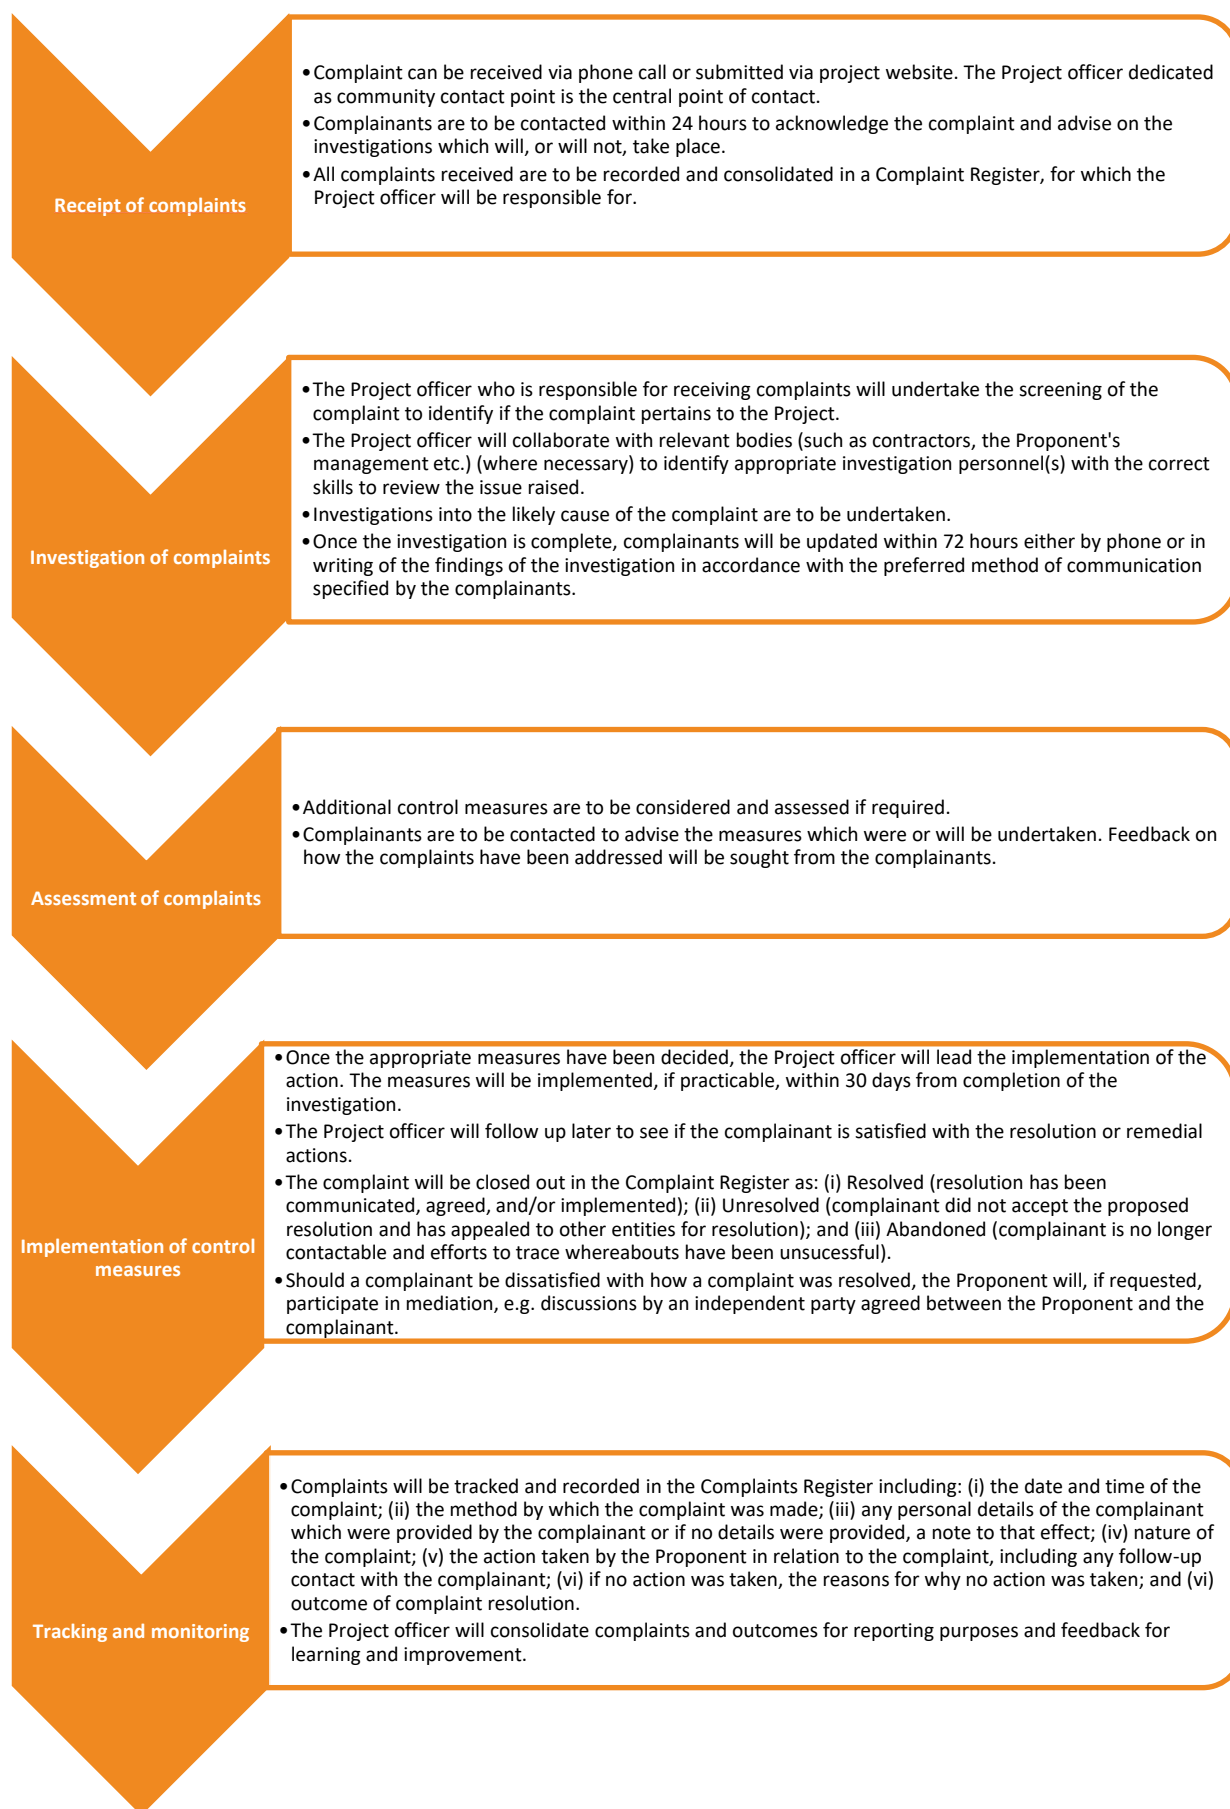 Receipt of complaints
•Complaint can be received via phone call or submitted via project website. The Project officer dedicated
as community contact point is the central point of contact.
•Complainants are to be contacted within 24 hours to acknowledge the complaint and advise on the
investigations which will, or will not, take place.
•All complaints received are to be recorded and consolidated in a Complaint Register, for which the
Project officer will be responsible for.
Investigation of complaints
•The Project officer who is responsible for receiving complaints will undertake the screening of the
complaint to identify if the complaint pertains to the Project.
•The Project officer will collaborate with relevant bodies (such as contractors, the Proponent's
management etc.) (where necessary) to identify appropriate investigation personnel(s) with the correct
skills to review the issue raised.
•Investigations into the likely cause of the complaint are to be undertaken.
•Once the investigation is complete, complainants will be updated within 72 hours either by phone or in
writing of the findings of the investigation in accordance with the preferred method of communication
specified by the complainants.
Assessment of complaints
•Additional control measures are to be considered and assessed if required.
•Complainants are to be contacted to advise the measures which were or will be undertaken. Feedback on
how the complaints have been addressed will be sought from the complainants.
Implementation of control
measures
•Once the appropriate measures have been decided, the Project officer will lead the implementation of the
action. The measures will be implemented, if practicable, within 30 days from completion of the
investigation.
•The Project officer will follow up later to see if the complainant is satisfied with the resolution or remedial
actions.
•The complaint will be closed out in the Complaint Register as: (i) Resolved (resolution has been
communicated, agreed, and/or implemented); (ii) Unresolved (complainant did not accept the proposed
resolution and has appealed to other entities for resolution); and (iii) Abandoned (complainant is no longer
contactable and efforts to trace whereabouts have been unsucessful).
•Should a complainant be dissatisfied with how a complaint was resolved, the Proponent will, if requested,
participate in mediation, e.g. discussions by an independent party agreed between the Proponent and the
complainant.
Tracking and monitoring
•Complaints will be tracked and recorded in the Complaints Register including: (i) the date and time of the
complaint; (ii) the method by which the complaint was made; (iii) any personal details of the complainant
which were provided by the complainant or if no details were provided, a note to that effect; (iv) nature of
the complaint; (v) the action taken by the Proponent in relation to the complaint, including any follow-up
contact with the complainant; (vi) if no action was taken, the reasons for why no action was taken; and (vi)
outcome of complaint resolution.
•The Project officer will consolidate complaints and outcomes for reporting purposes and feedback for
learning and improvement.